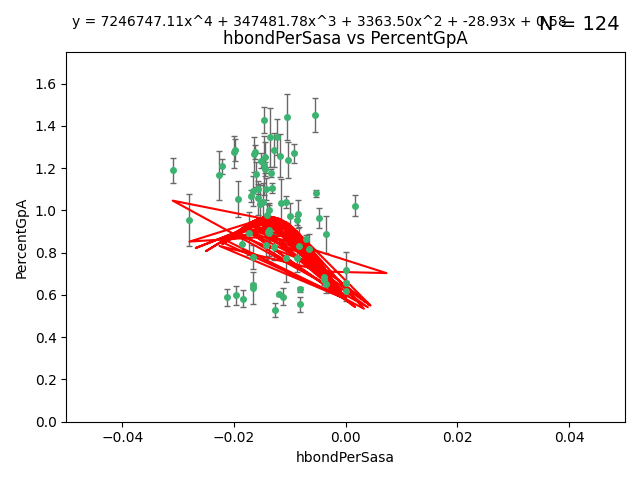 y = 7246747.11x^4 + 347481.78x^3 + 3363.50x^2 + -28.93x + 0.58
N = 124
hbondPerSasa vs PercentGpA
PercentGpA
1.6
1.4
1.2
1.0
0.8
0.6
0.4
0.2
0.0
−0.04 −0.02 0.00 0.02 0.04
hbondPerSasa